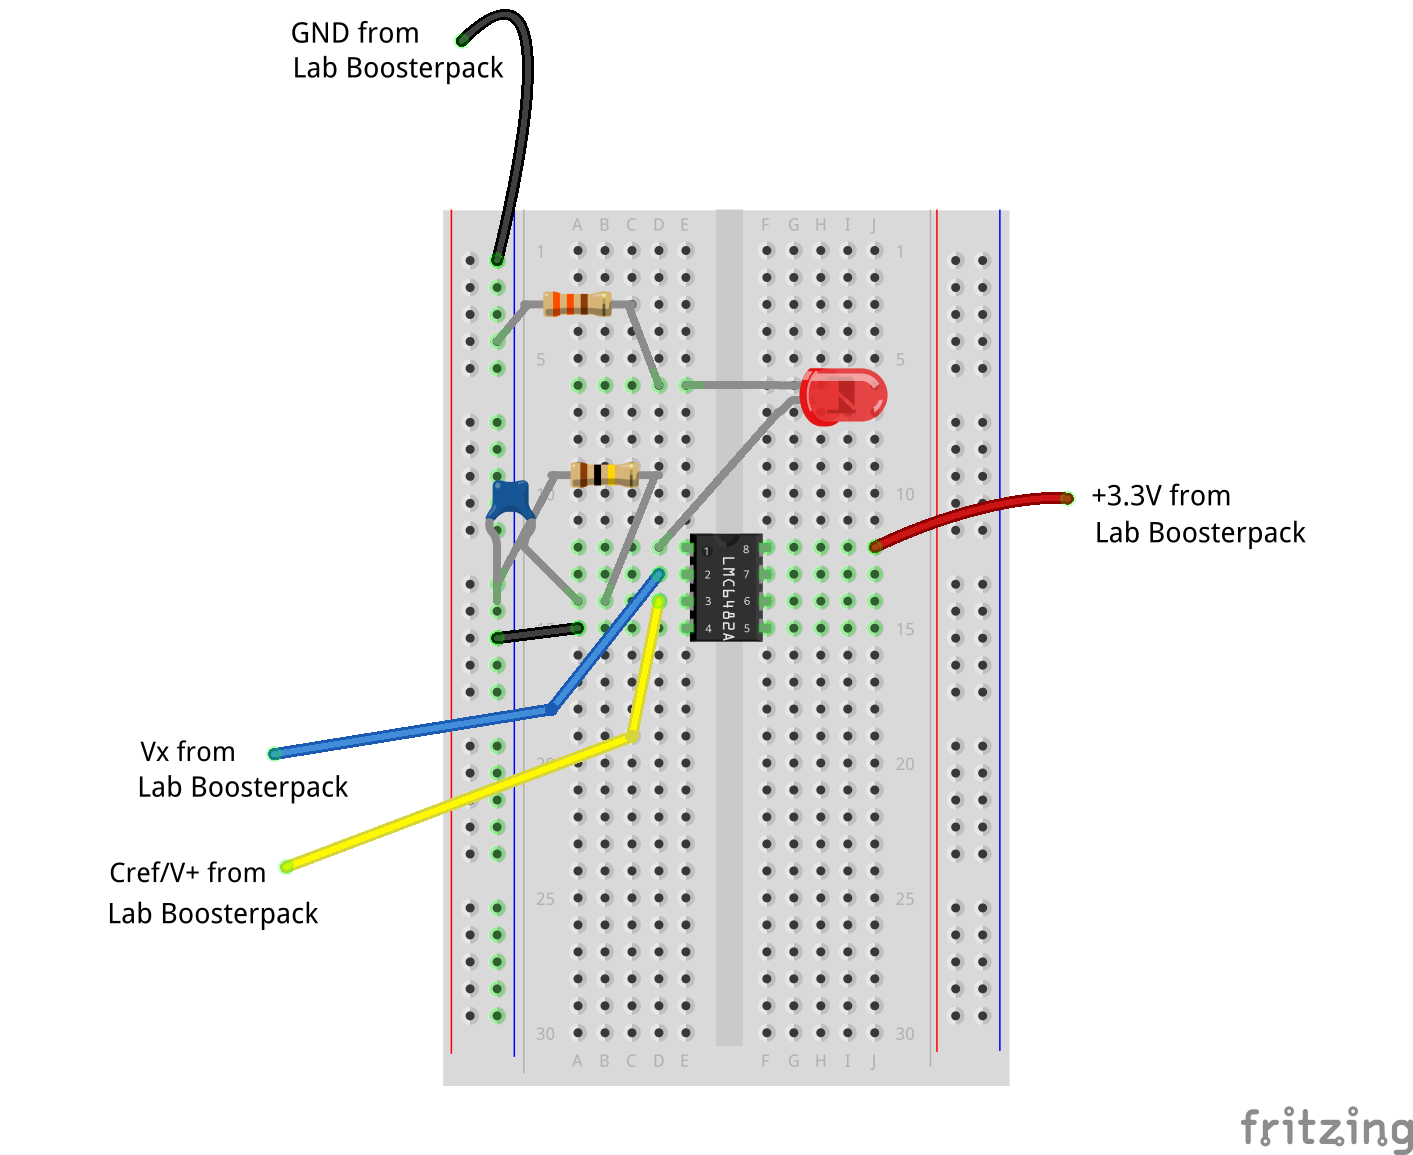 GND from
Lab Boosterpack
A B C D E F G H I J
1 1
5 5
+3.3V from
Lab Boosterpack
10 10
1 8
2 7
3 6
4 5
LMC6482A
15
Vx from
Lab Boosterpack
20 20
Cref/V+ from
Lab Boosterpack
25 25
30 30
A B C D E F G H I J
fritzing